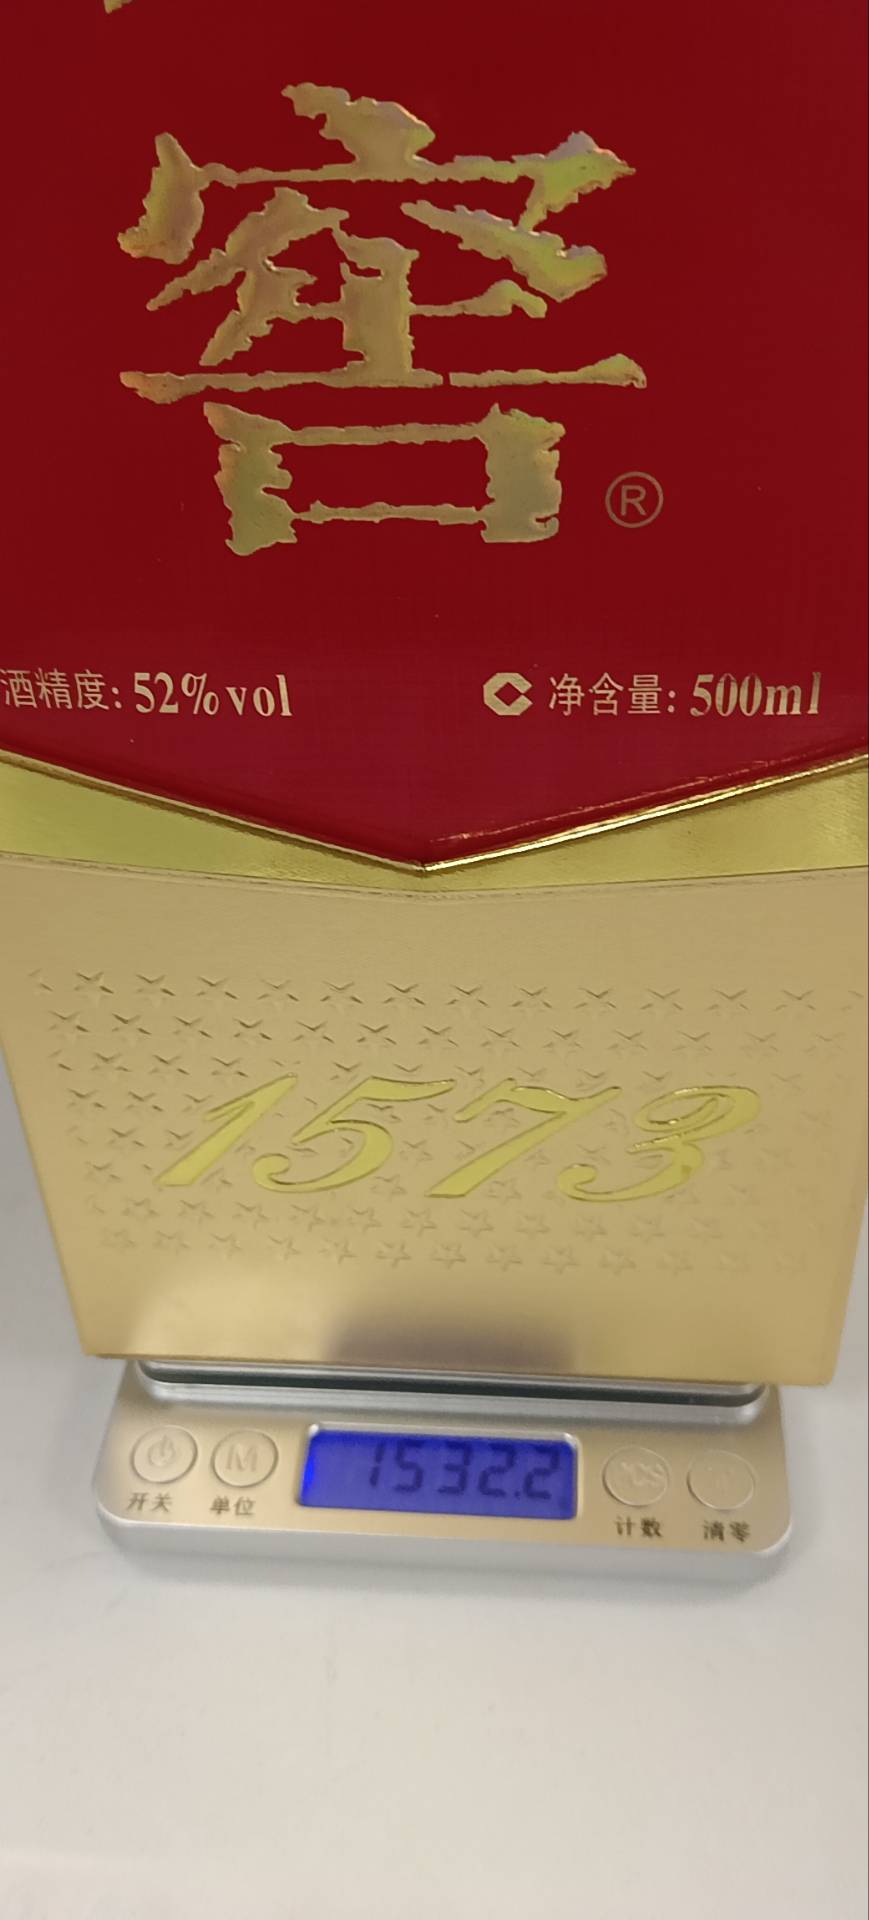 窖
®
酒精度: 52%vol
C 净含量: 500ml
1573
1532.2
M PCS
开关 单位 计数 清零